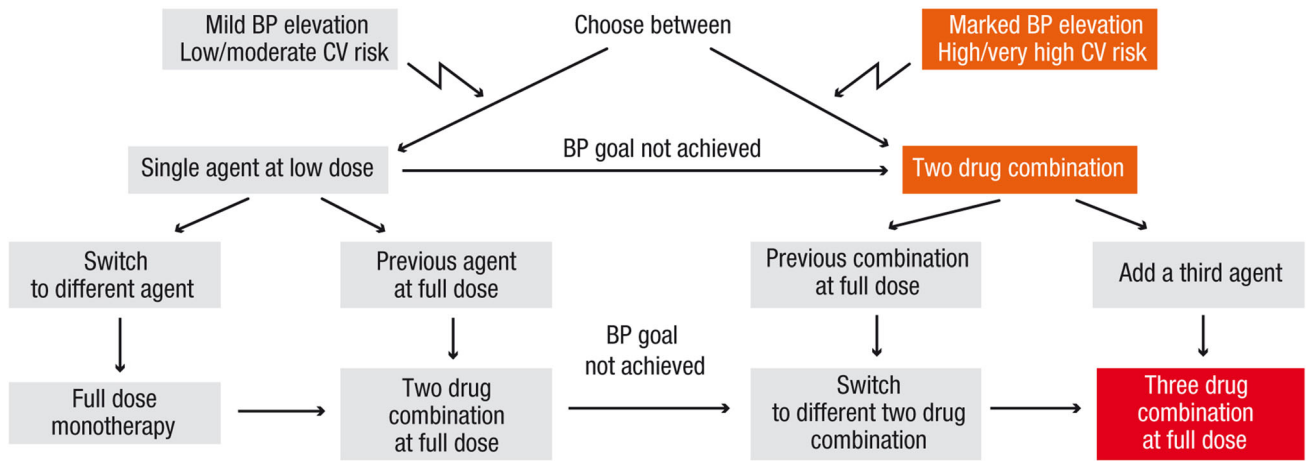 Mild BP elevation
Low/moderate CV risk
Choose between
Marked BP elevation
High/very high CV risk
Single agent at low dose
BP goal not achieved
Two drug combination
Switch
to different agent
Previous agent
at full dose
Previous combination
at full dose
Add a third agent
BP goal
not achieved
Full dose
monotherapy
Two drug
combination
at full dose
Switch
to different two drug
combination
Three drug
combination
at full dose